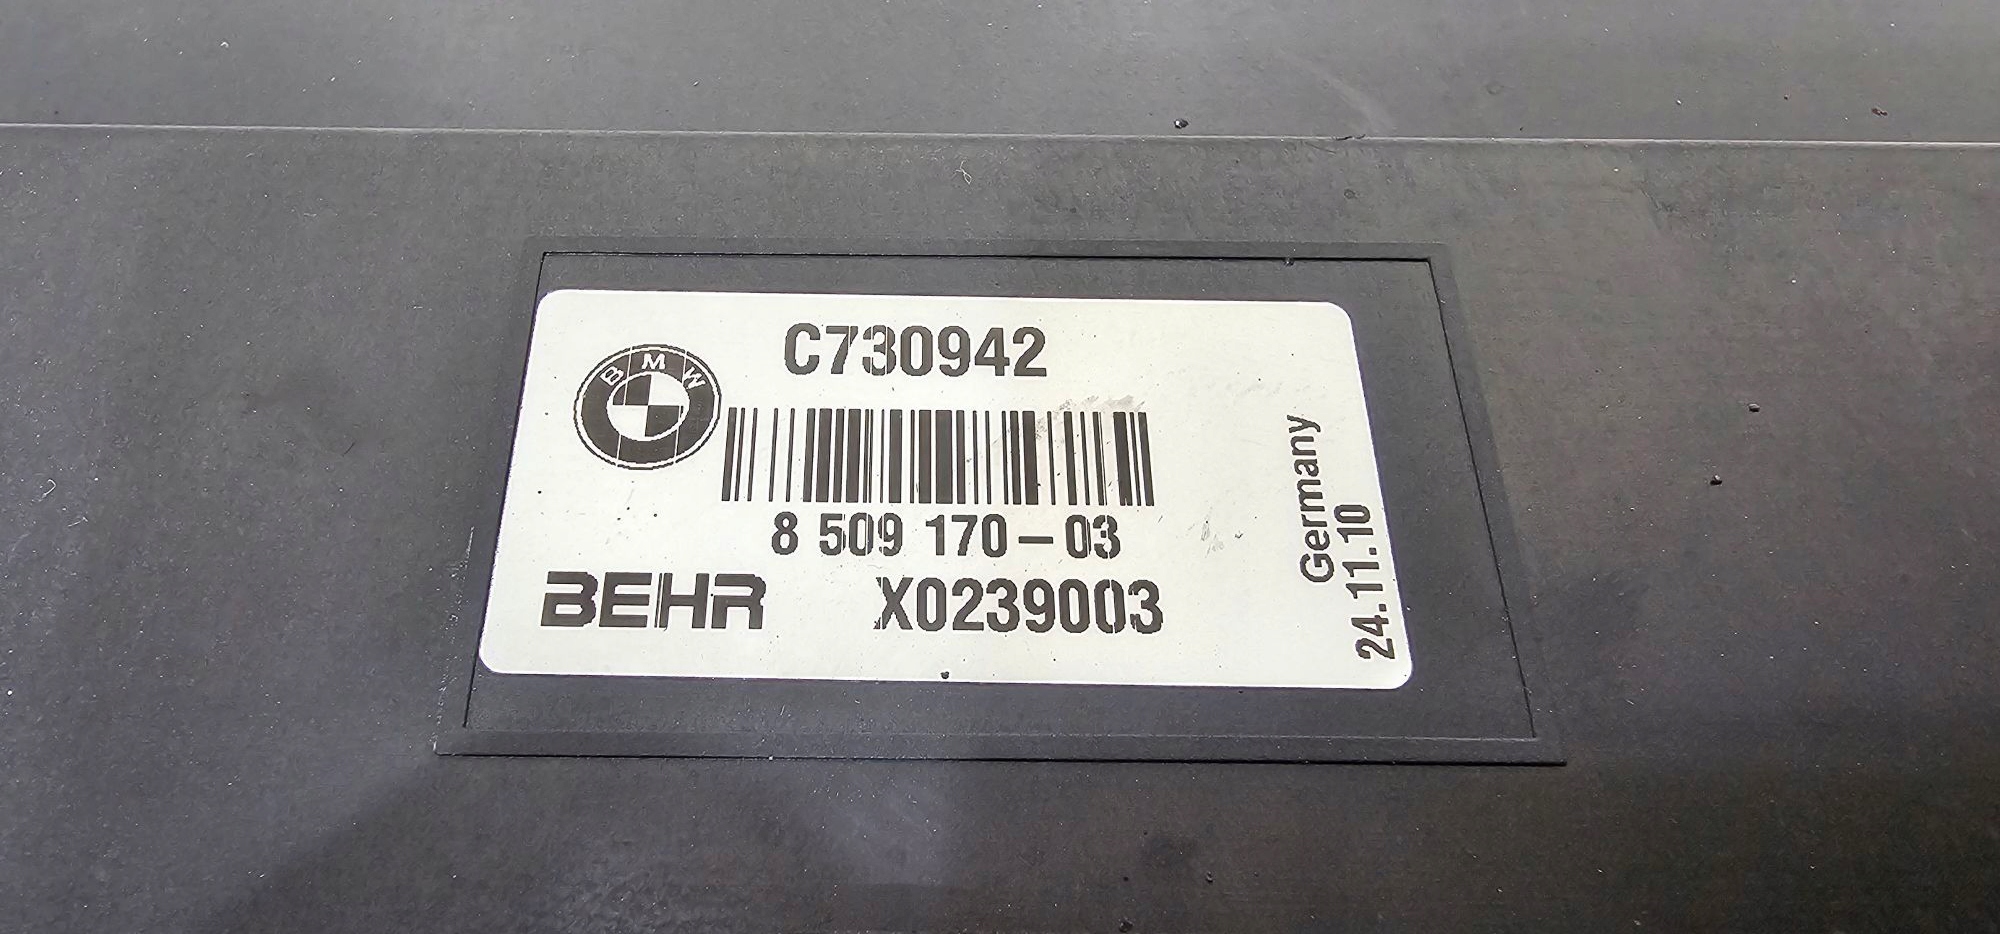 C730942
BMW
8 509 170-03
BEHR X0239003
Germany
24.11.10